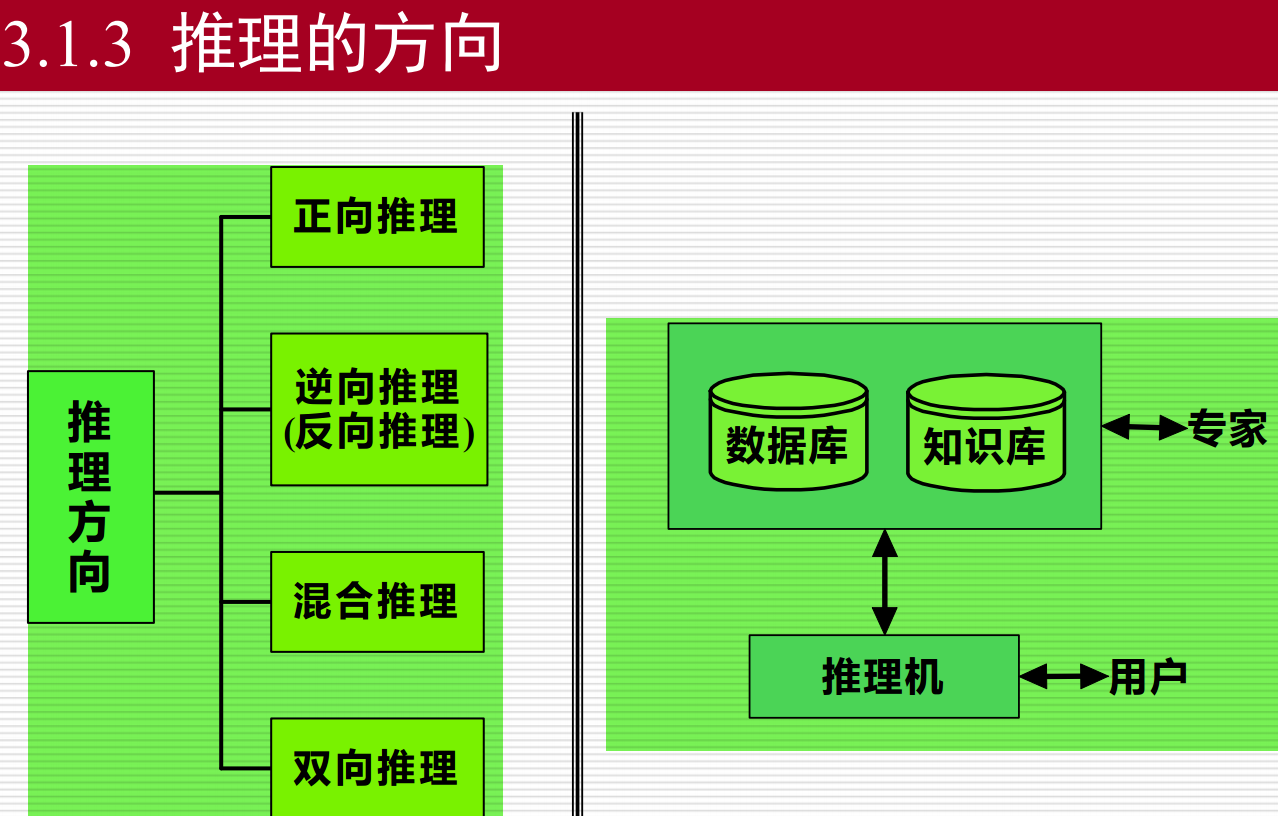 3.1.3 推理的方向
推理方向
正向推理
逆向推理
(反向推理)
混合推理
双向推理
数据库
知识库
专家
推理机
用户